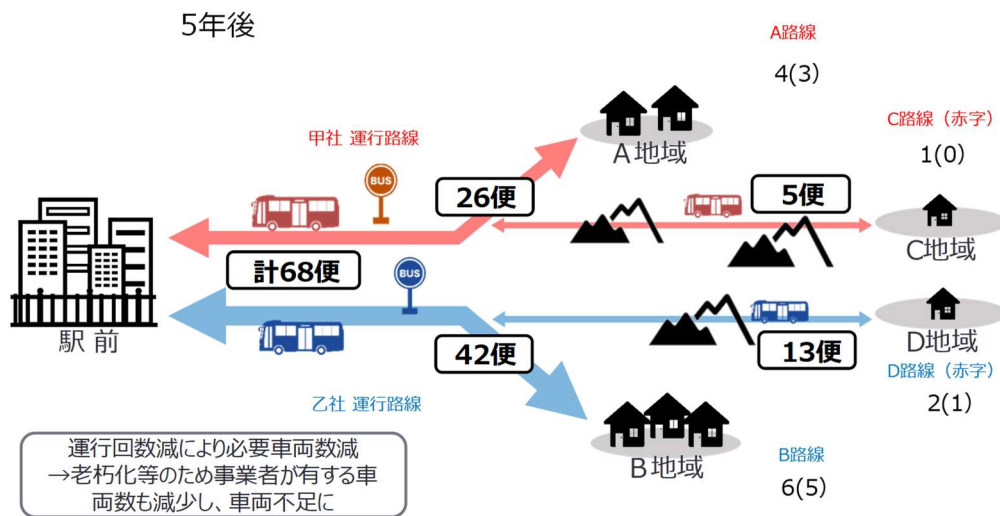 5年後
A路線
4(3)
甲社 運行路線
BUS
26便
A地域
C路線（赤字）
1(0)
5便
C地域
計68便
駅 前
BUS
42便
13便
D地域
D路線（赤字）
2(1)
乙社 運行路線
B地域
B路線
6(5)
運行回数減により必要車両数減
→老朽化等のため事業者が有する車
両数も減少し、車両不足に